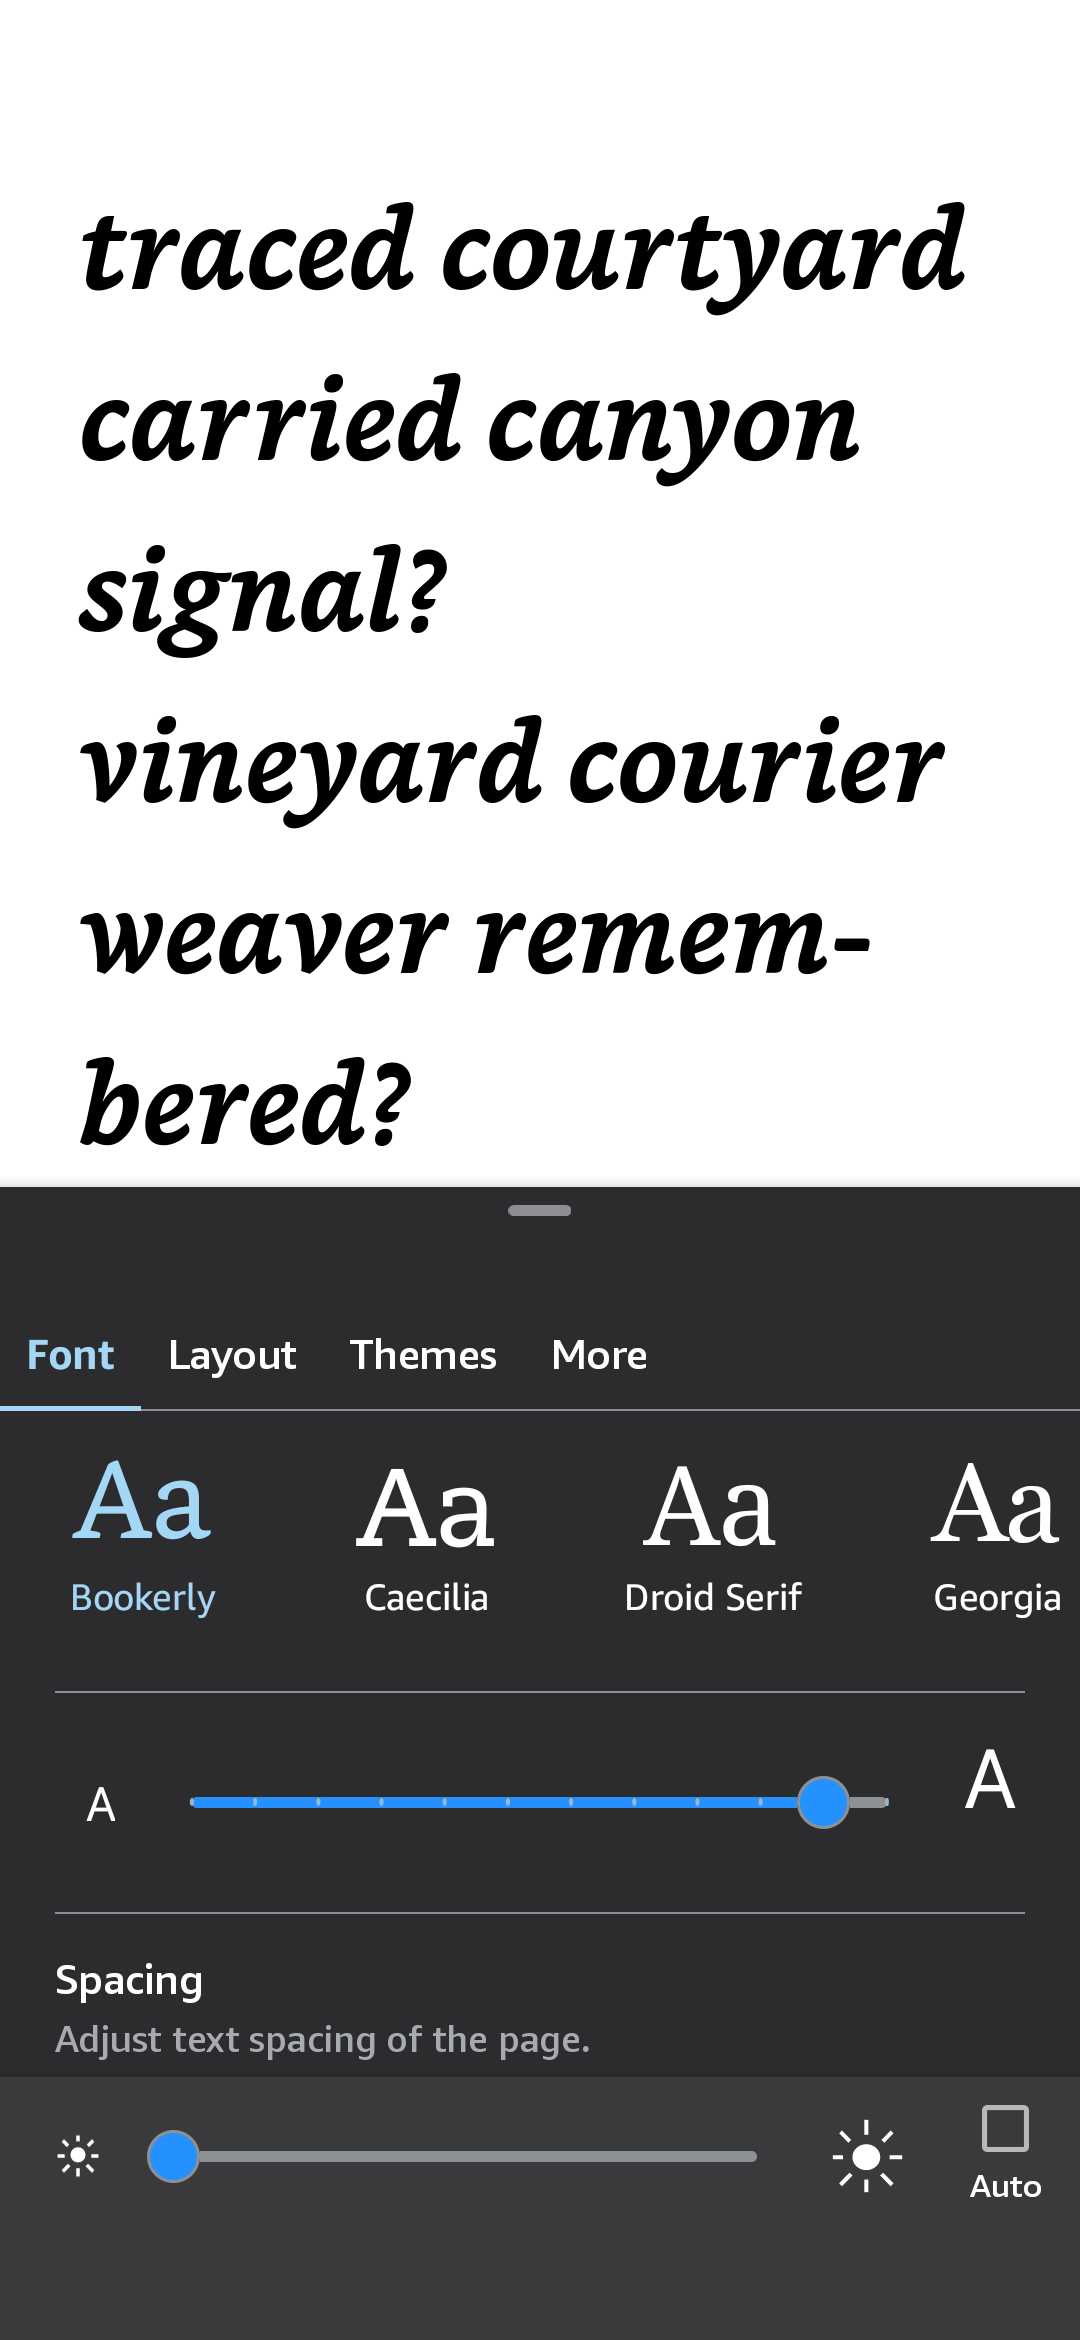 traced courtyard
carried canyon
signal?
vineyard courier
weaver remem-
bered?
Font Layout Themes More
Aa Aa Aa Aa
Bookerly Caecilia Droid Serif Georgia
A A
Spacing
Adjust text spacing of the page.
Auto